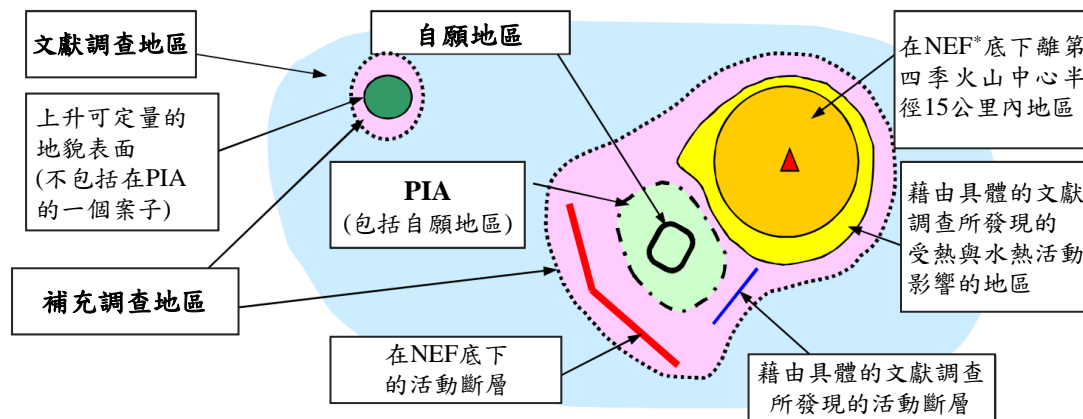 文獻調查地區
自願地區
在NEF*底下離第
四季火山中心半
徑15公里內地區
上升可定量的
地貌表面
(不包括在PIA
的一個案子)
PIA
(包括自願地區)
藉由具體的文獻
調查所發現的
受熱與水熱活動
影響的地區
補充調查地區
在NEF底下
的活動斷層
藉由具體的文獻調查
所發現的活動斷層